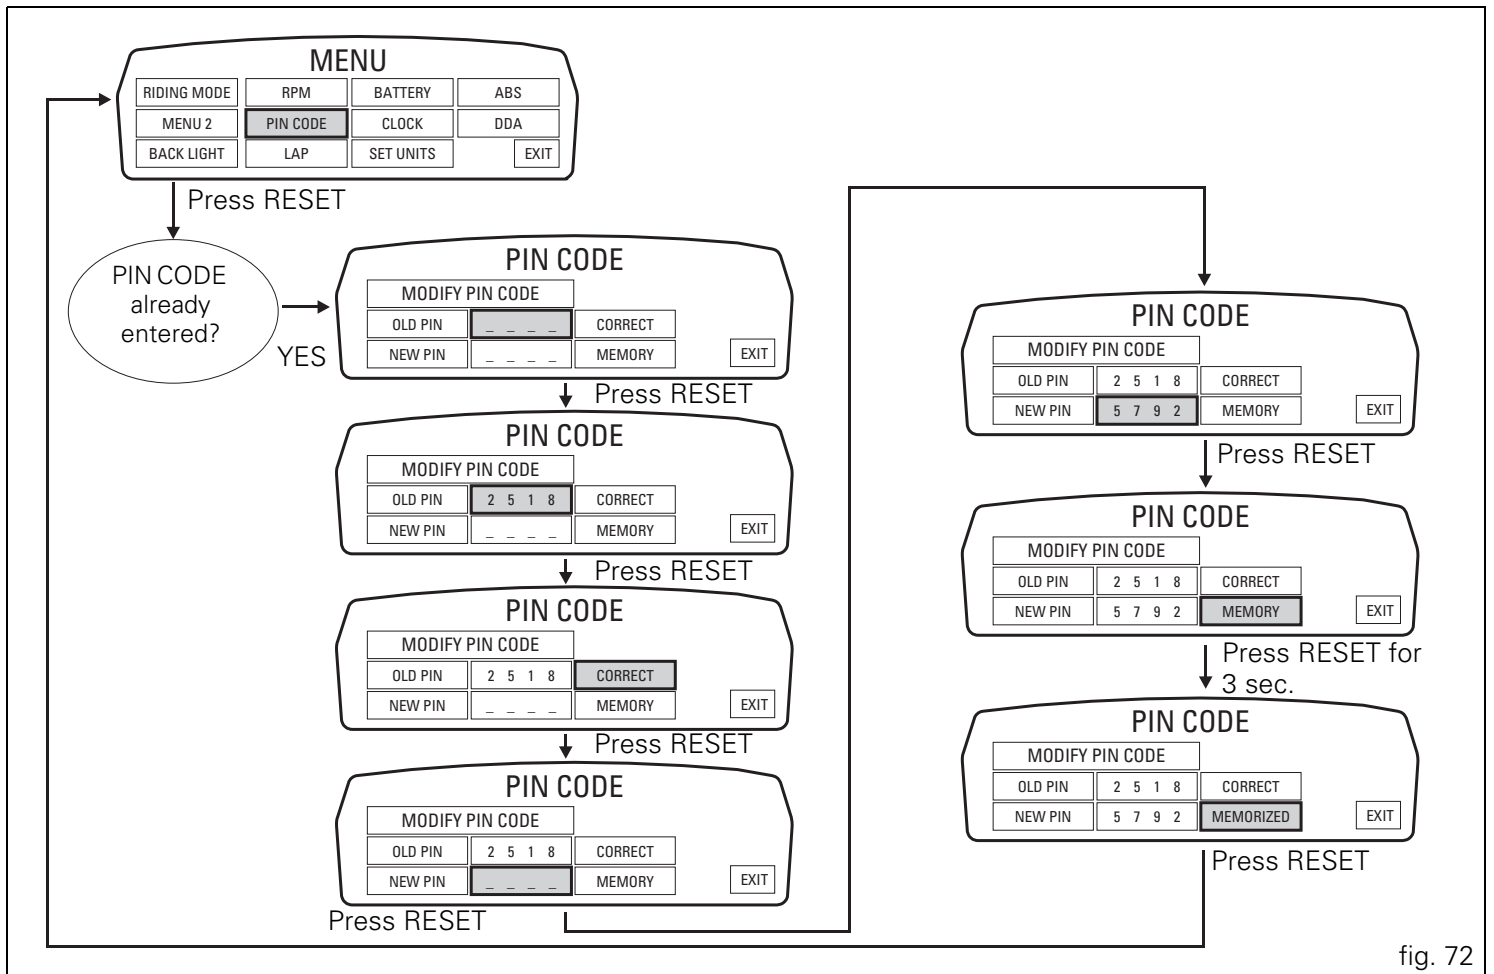 MENU
RIDING MODE RPM BATTERY ABS
MENU 2 PIN CODE CLOCK DDA
BACK LIGHT LAP SET UNITS EXIT
Press RESET
PIN CODE
already
entered?
YES
PIN CODE
MODIFY PIN CODE
OLD PIN _ _ _ _ CORRECT
NEW PIN _ _ _ _ MEMORY EXIT
Press RESET
PIN CODE
MODIFY PIN CODE
OLD PIN 2 5 1 8 CORRECT
NEW PIN _ _ _ _ MEMORY EXIT
Press RESET
PIN CODE
MODIFY PIN CODE
OLD PIN 2 5 1 8 CORRECT
NEW PIN _ _ _ _ MEMORY EXIT
Press RESET
PIN CODE
MODIFY PIN CODE
OLD PIN 2 5 1 8 CORRECT
NEW PIN _ _ _ _ MEMORY EXIT
Press RESET
PIN CODE
MODIFY PIN CODE
OLD PIN 2 5 1 8 CORRECT
NEW PIN 5 7 9 2 MEMORY EXIT
Press RESET
PIN CODE
MODIFY PIN CODE
OLD PIN 2 5 1 8 CORRECT
NEW PIN 5 7 9 2 MEMORY EXIT
Press RESET for
3 sec.
PIN CODE
MODIFY PIN CODE
OLD PIN 2 5 1 8 CORRECT
NEW PIN 5 7 9 2 MEMORIZED EXIT
Press RESET
fig. 72